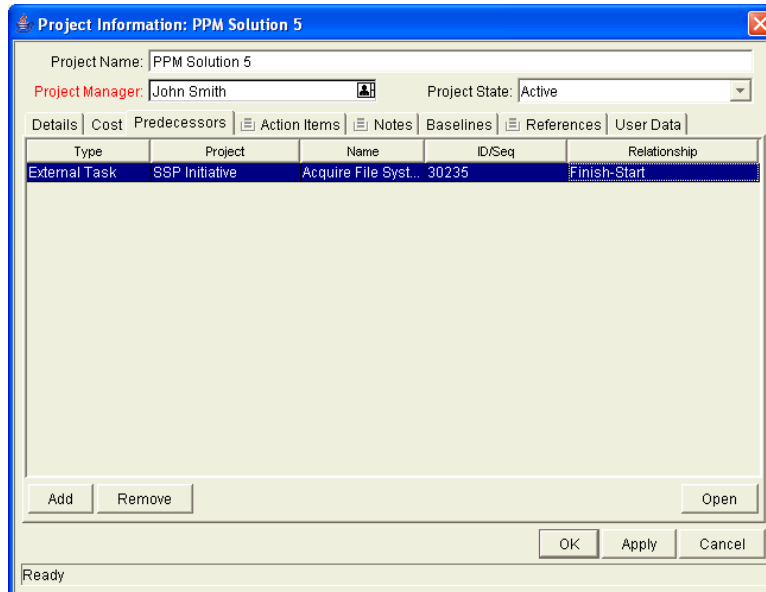 Project Information: PPM Solution 5
Project Name: PPM Solution 5
Project Manager: John Smith Project State: Active
Details Cost Predecessors Action Items Notes Baselines References User Data
Type Project Name ID/Seq Relationship
External Task SSP Initiative Acquire File Syst... 30235 Finish-Start
Add Remove Open
OK Apply Cancel
Ready